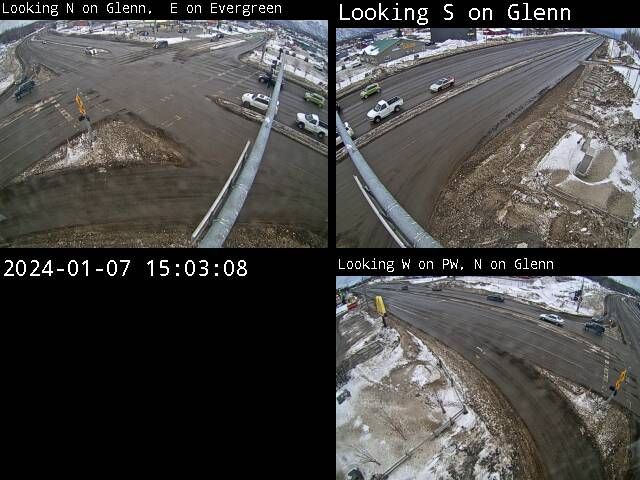 Looking N on Glenn,  E on Evergreen
Looking S on Glenn
2024-01-07 15:03:08
Looking W on PW, N on Glenn